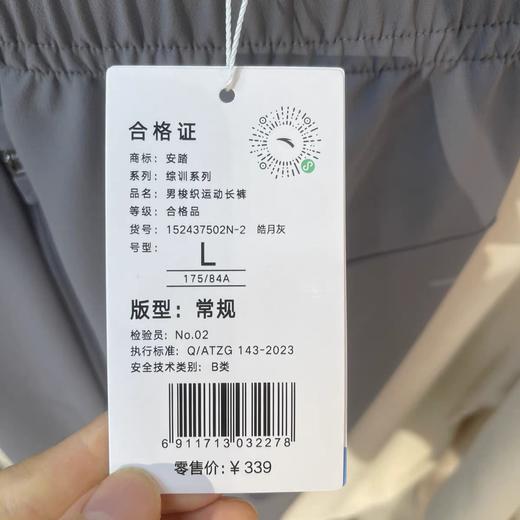 合格证
商标: 安踏
系列: 综训系列
品名: 男梭织运动长裤
等级: 合格品
货号: 152437502N-2 皓月灰
号型: L
175/84A
版型: 常规
检验员: No.02
执行标准: Q/ATZG 143-2023
安全技术类别: B类
6 911713 032278
零售价: ¥ 339